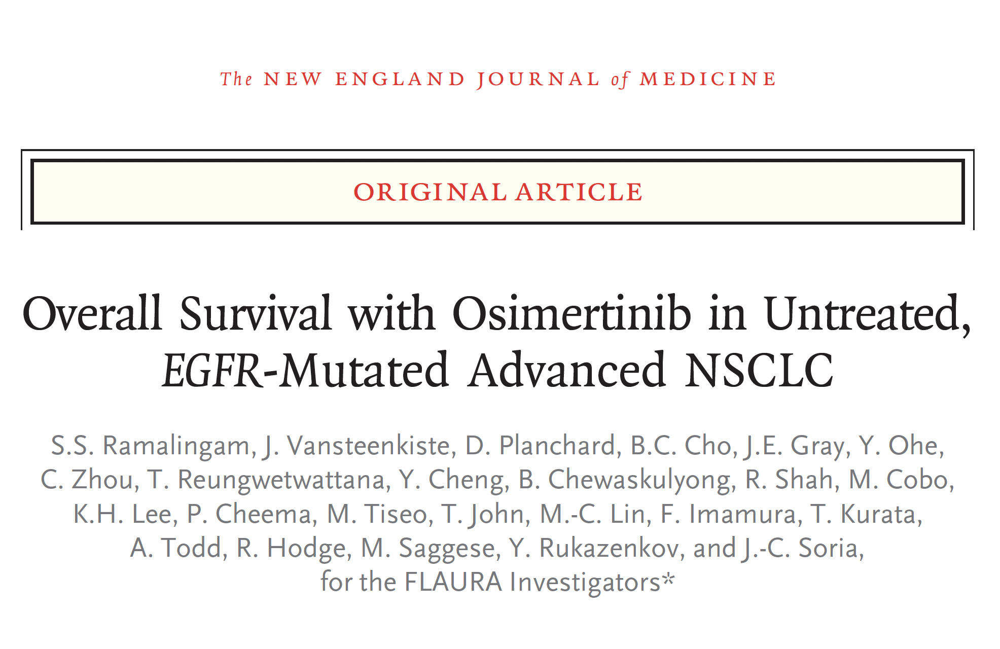 The NEW ENGLAND JOURNAL of MEDICINE
ORIGINAL ARTICLE
Overall Survival with Osimertinib in Untreated,
EGFR-Mutated Advanced NSCLC
S.S. Ramalingam, J. Vansteenkiste, D. Planchard, B.C. Cho, J.E. Gray, Y. Ohe,
C. Zhou, T. Reungwetwattana, Y. Cheng, B. Chewaskulyong, R. Shah, M. Cobo,
K.H. Lee, P. Cheema, M. Tiseo, T. John, M.-C. Lin, F. Imamura, T. Kurata,
A. Todd, R. Hodge, M. Saggese, Y. Rukazenkov, and J.-C. Soria,
for the FLAURA Investigators*